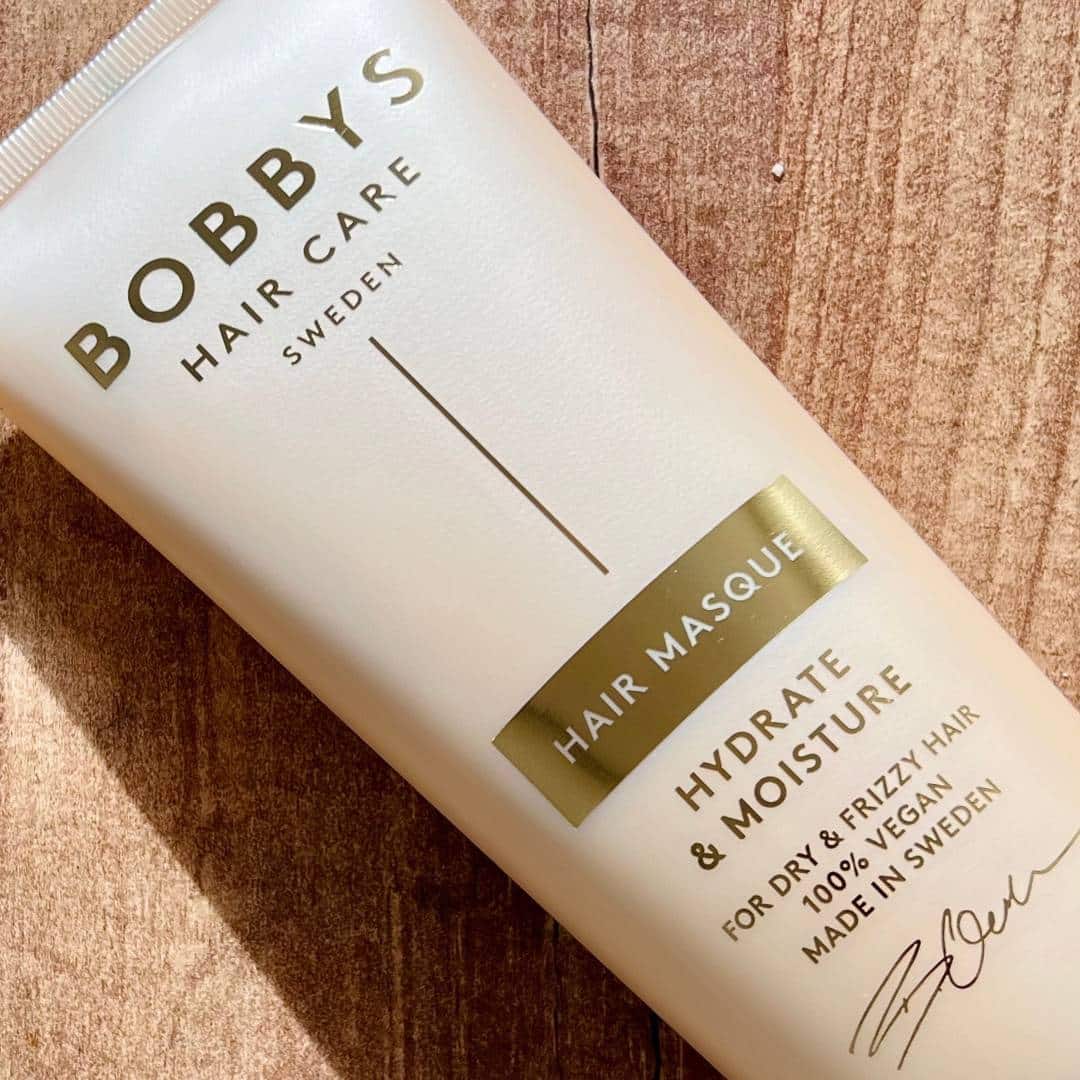 BOBBYS
HAIR CARE
SWEDEN
HAIR MASQUE
HYDRATE
& MOISTURE
FOR DRY & FRIZZY HAIR
100% VEGAN
MADE IN SWEDEN